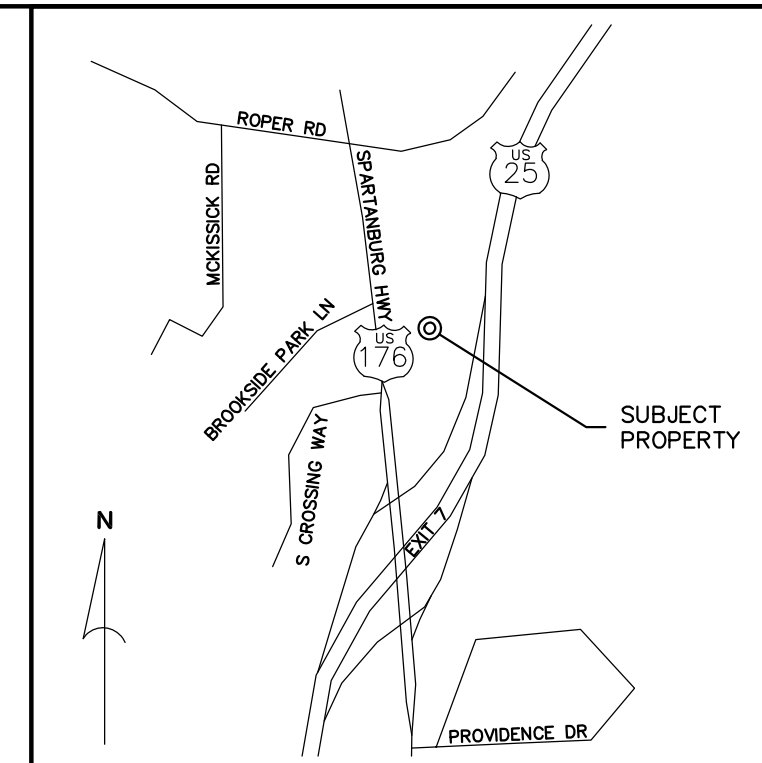 ROPER RD
MCKISSICK RD
SPARTANBURG HWY
US
25
BROOKSIDE PARK LN
US
176
SUBJECT
PROPERTY
S CROSSING WAY
N
EXIT 7
PROVIDENCE DR